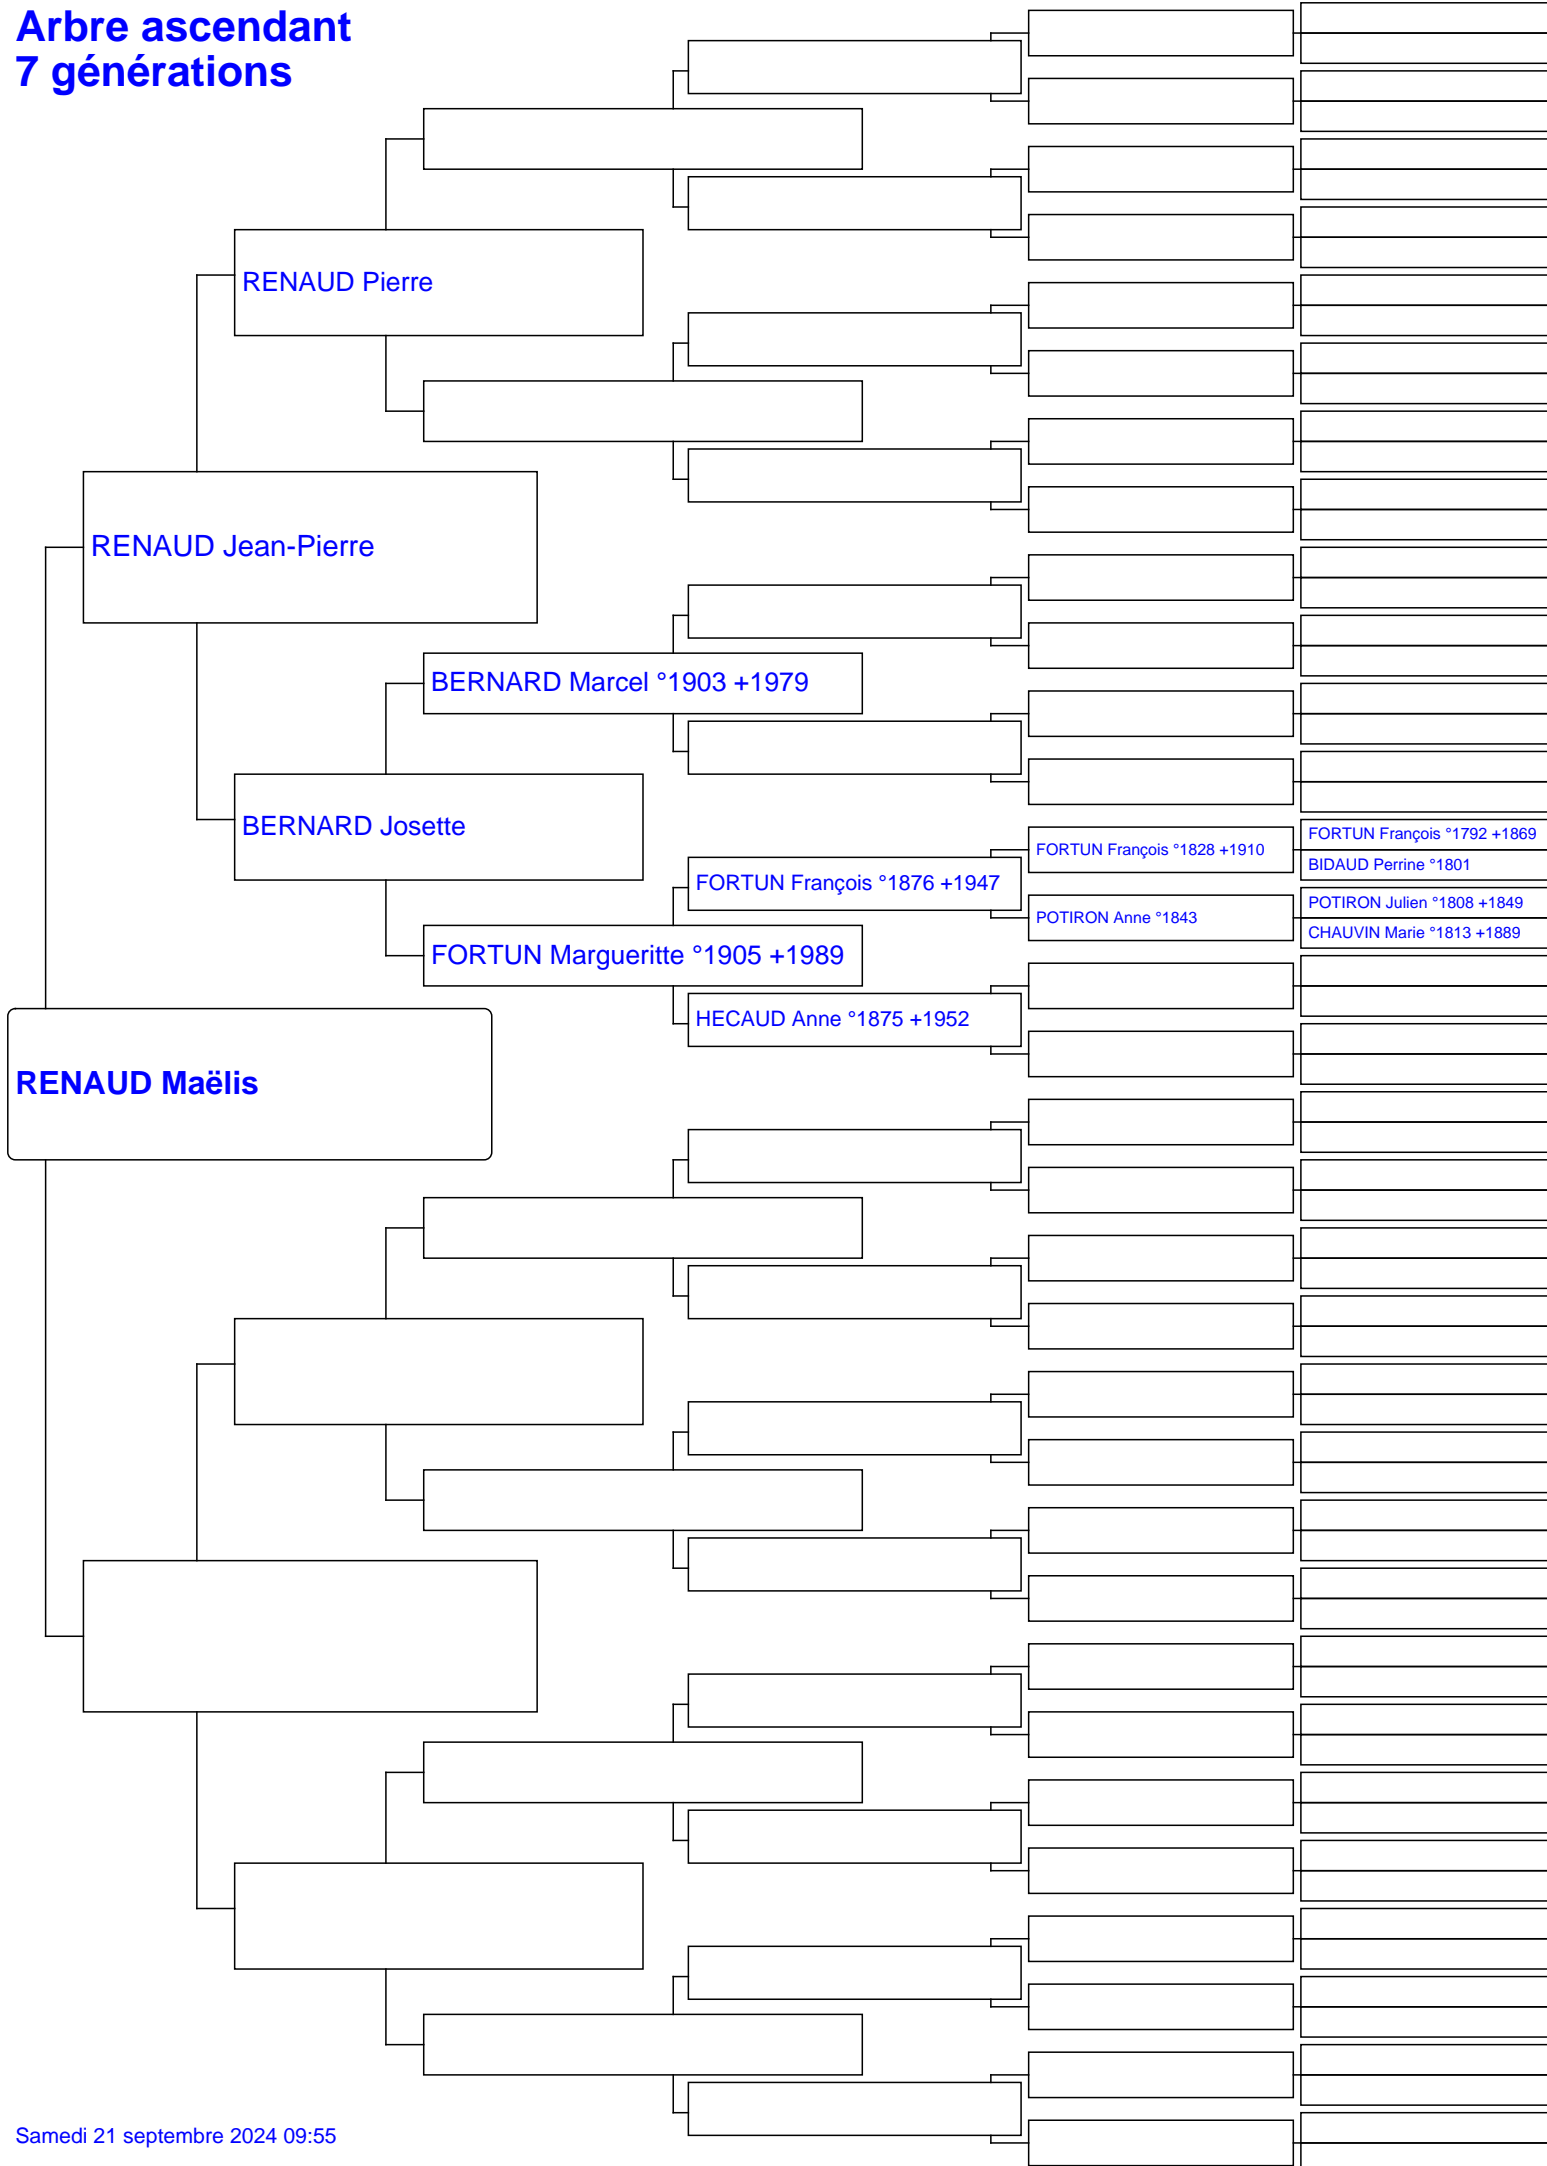 Arbre ascendant
7 générations
RENAUD Pierre
RENAUD Jean-Pierre
BERNARD Marcel °1903 +1979
BERNARD Josette
FORTUN François °1792 +1869
FORTUN François °1828 +1910
BIDAUD Perrine °1801
FORTUN François °1876 +1947
POTIRON Julien °1808 +1849
POTIRON Anne °1843
CHAUVIN Marie °1813 +1889
FORTUN Margueritte °1905 +1989
HECAUD Anne °1875 +1952
RENAUD Maëlis
Samedi 21 septembre 2024 09:55